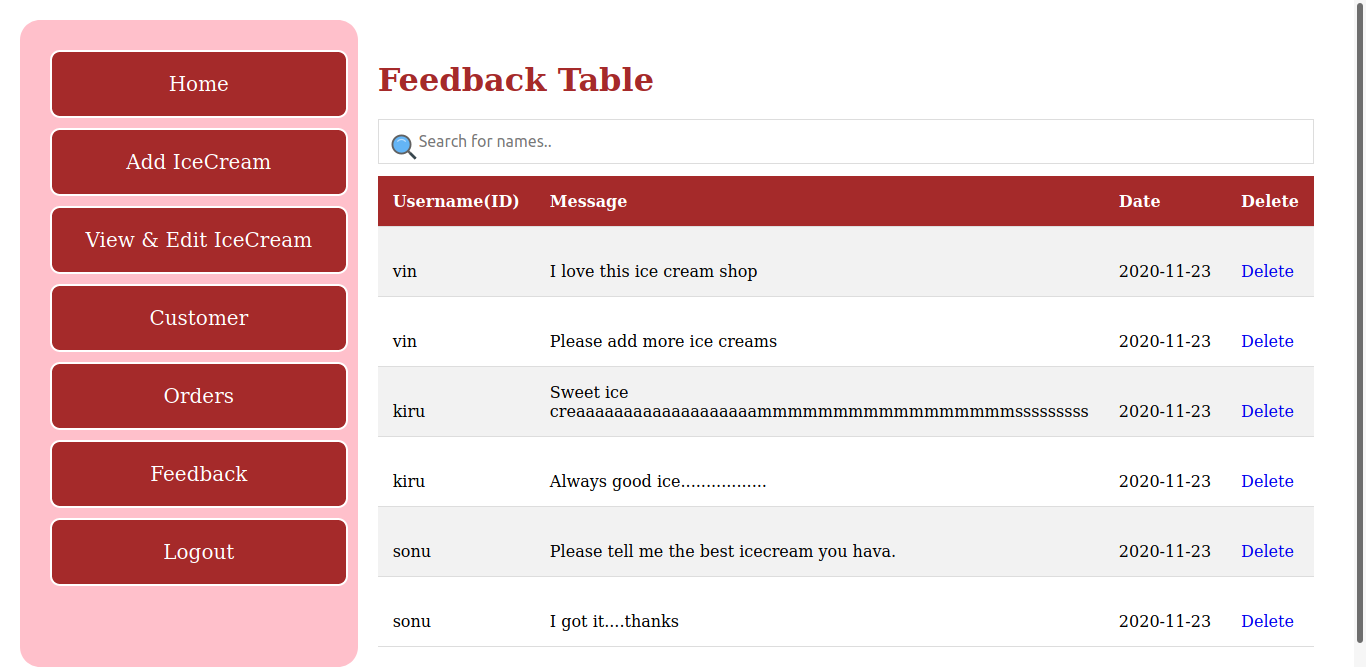 Home
Add IceCream
View & Edit IceCream
Customer
Orders
Feedback
Logout
Feedback Table
Search for names..
Username(ID) Message Date Delete
vin I love this ice cream shop 2020-11-23 Delete
vin Please add more ice creams 2020-11-23 Delete
Sweet ice
kiru creaaaaaaaaaaaaaaaaaaammmmmmmmmmmmmmmmmsssssssss 2020-11-23 Delete
kiru Always good ice................. 2020-11-23 Delete
sonu Please tell me the best icecream you hava. 2020-11-23 Delete
sonu I got it....thanks 2020-11-23 Delete